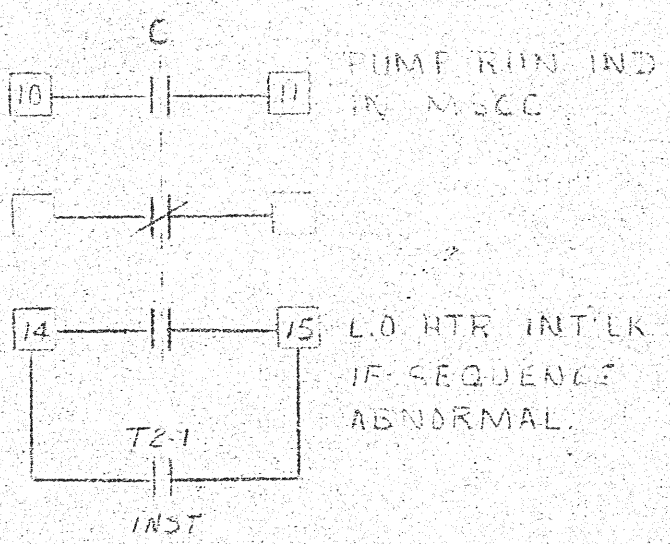 C
10
11
PUMP RUN IND
IN MSCC
14
15
L.O HTR INT'LK
IF SEQUENCE
ABNORMAL.
T2-1
INST